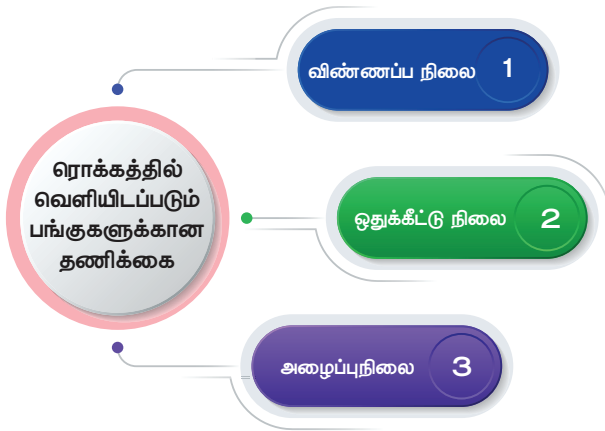 ரொக்கத்தில்
வெளியிடப்படும்
பங்குகளுக்கான
தணிக்கை
விண்ணப்ப நிலை 1
ஒதுக்கீட்டு நிலை 2
அழைப்புநிலை 3